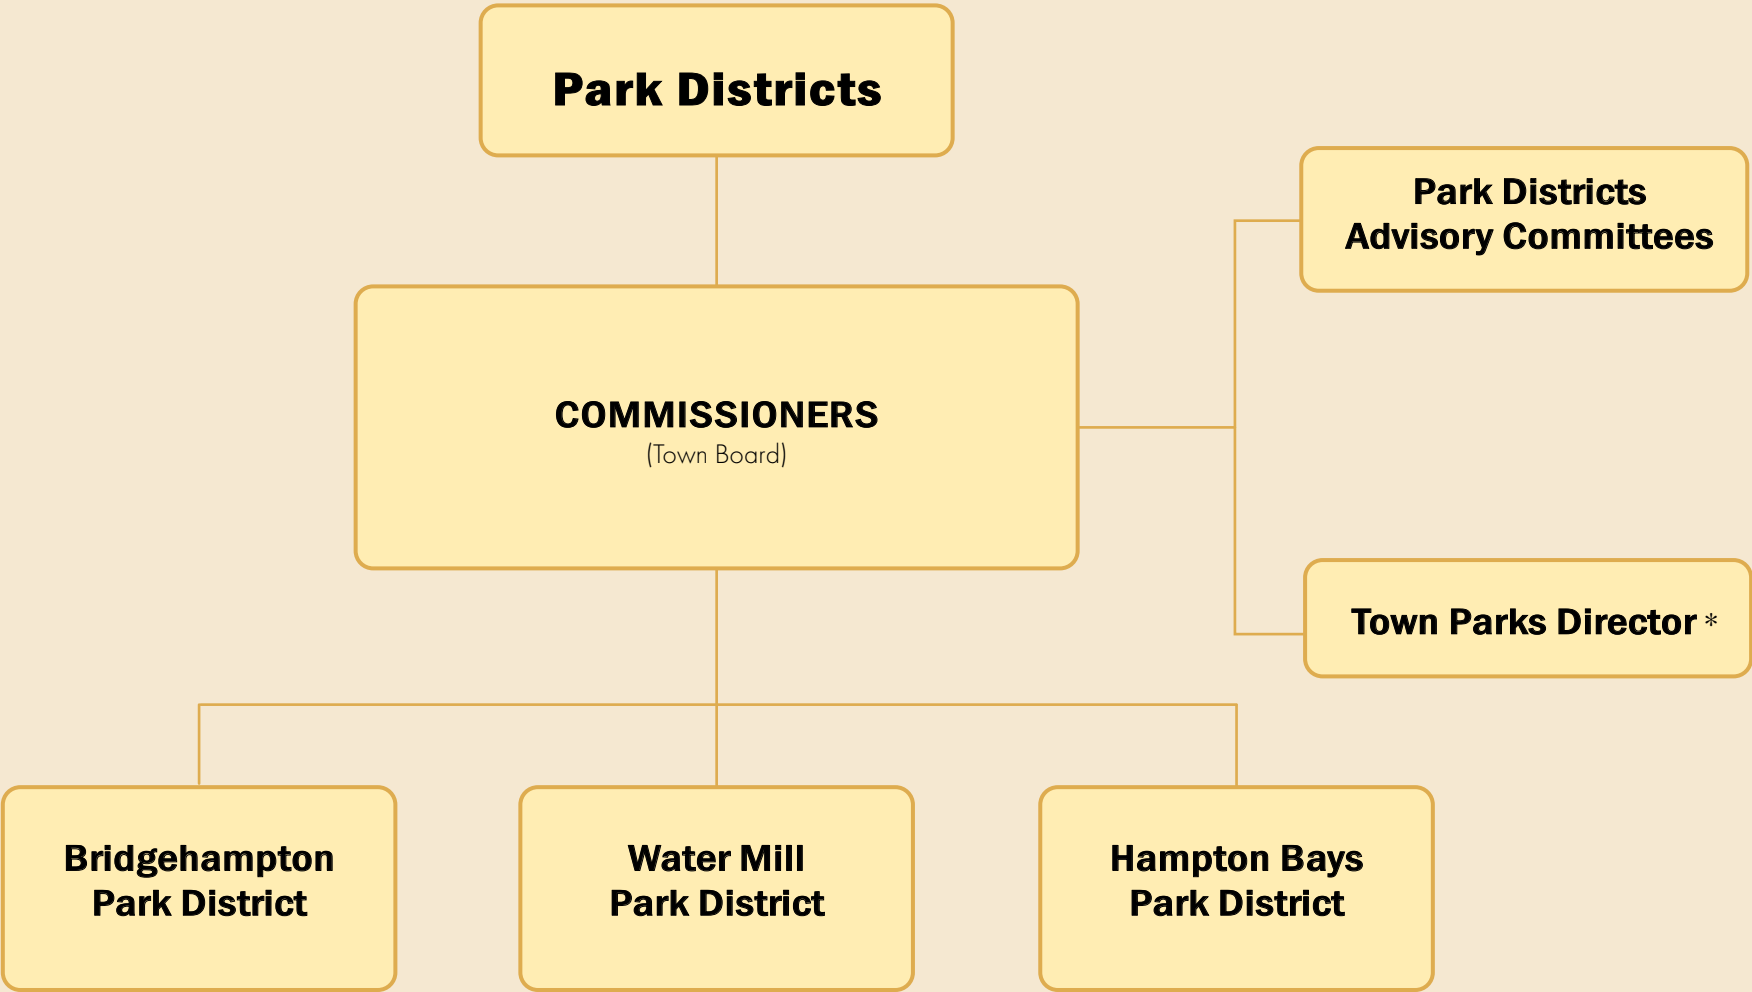 Park Districts
Park Districts
Advisory Committees
COMMISSIONERS
(Town Board)
Town Parks Director *
Bridgehampton
Park District
Water Mill
Park District
Hampton Bays
Park District